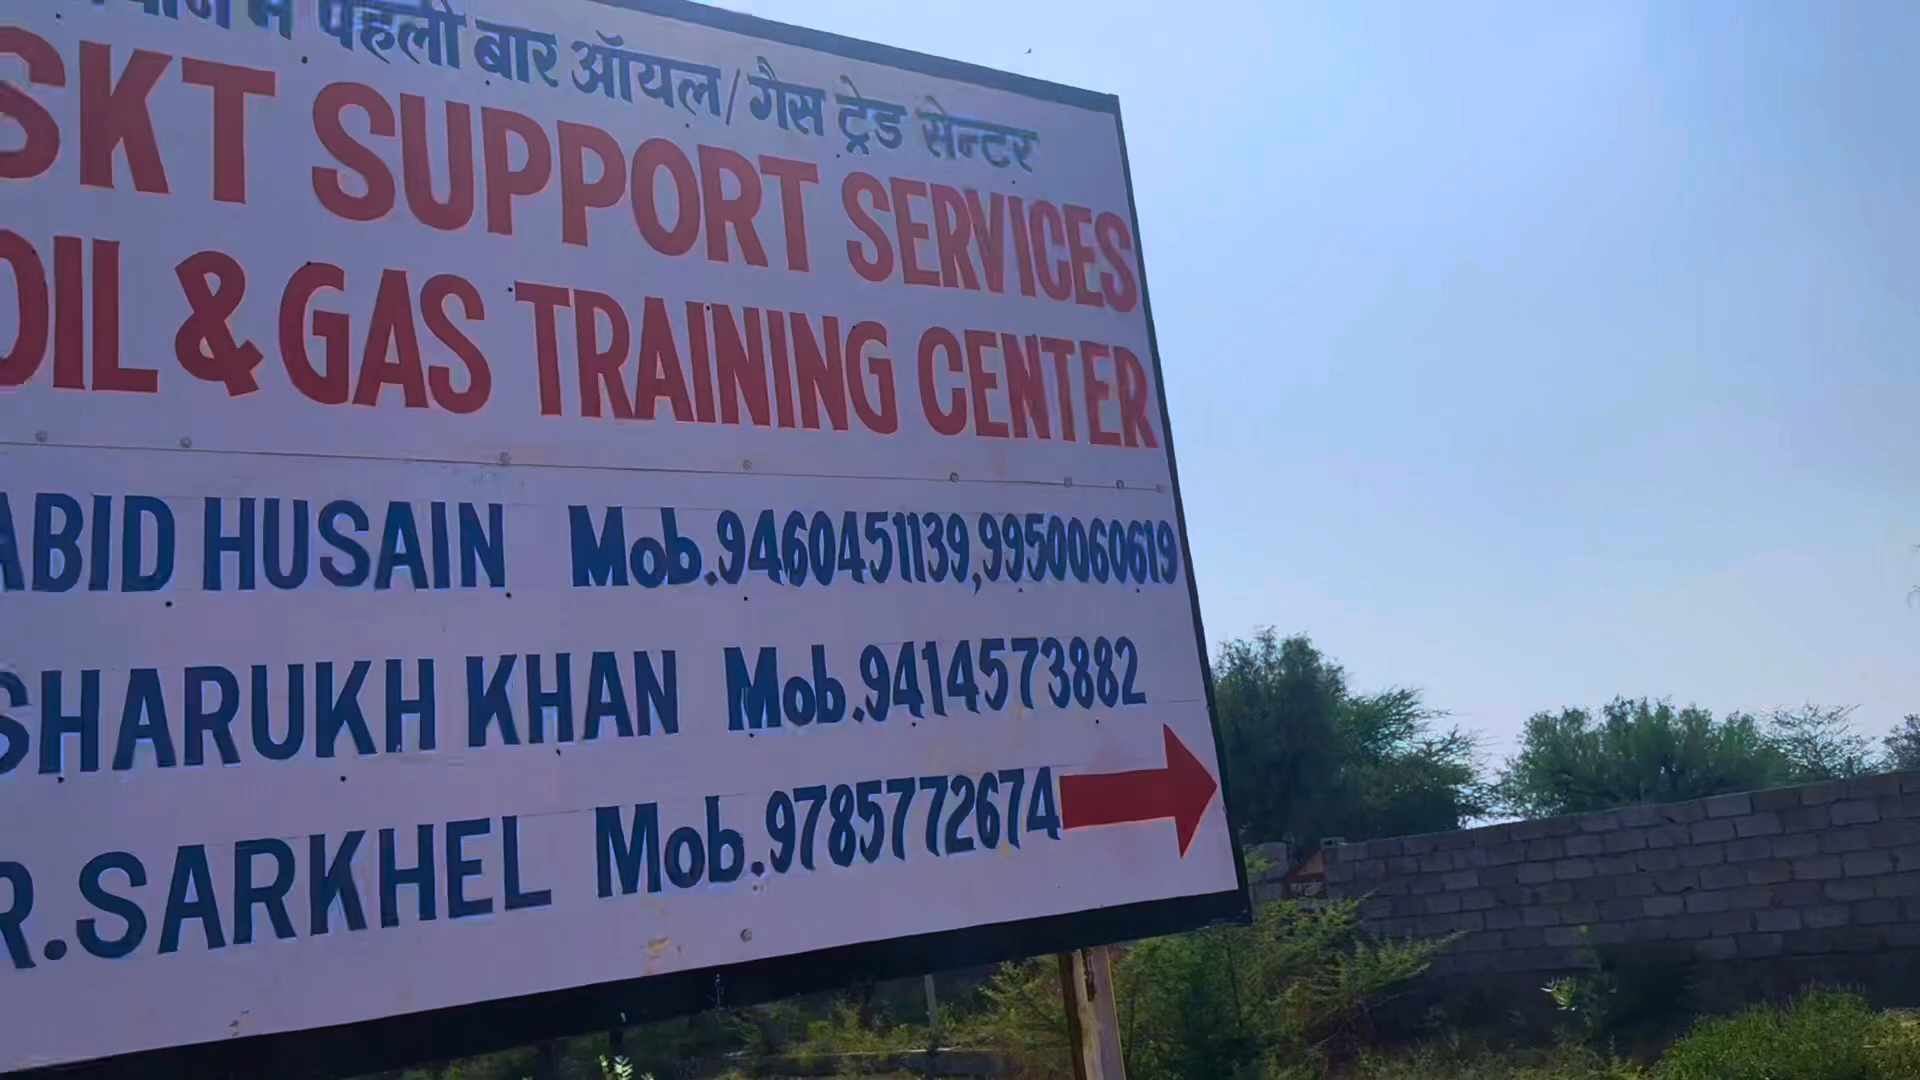 में पहली बार ऑयल/गैस ट्रेड सेन्टर
SKT SUPPORT SERVICES
OIL & GAS TRAINING CENTER
ABID HUSAIN Mob.9460451139,9950060619
SHARUKH KHAN Mob.9414573882
R.SARKHEL Mob.9785772674